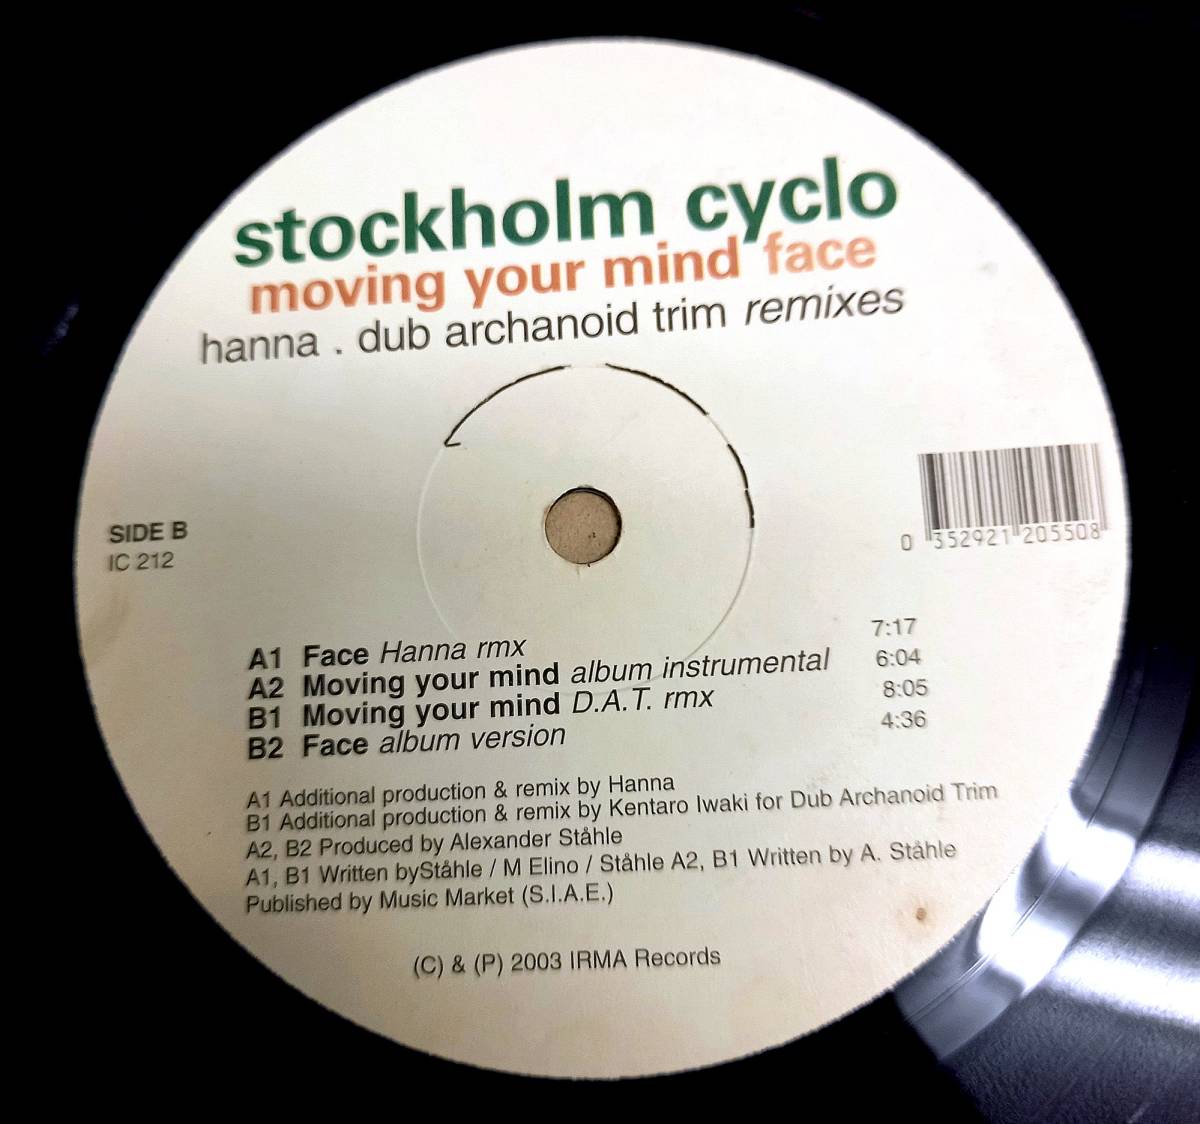 stockholm cyclo
moving your mind face
hanna . dub archanoid trim remixes
SIDE B
IC 212
0 352921 205508
A1 Face Hanna rmx 7:17
A2 Moving your mind album instrumental 6:04
B1 Moving your mind D.A.T. rmx 8:05
B2 Face album version 4:36
A1 Additional production & remix by Hanna
B1 Additional production & remix by Kentaro Iwaki for Dub Archanoid Trim
A2, B2 Produced by Alexander Ståhle
A1, B1 Written byStåhle / M Elino / Ståhle A2, B1 Written by A. Ståhle
Published by Music Market (S.I.A.E.)
(C) & (P) 2003 IRMA Records